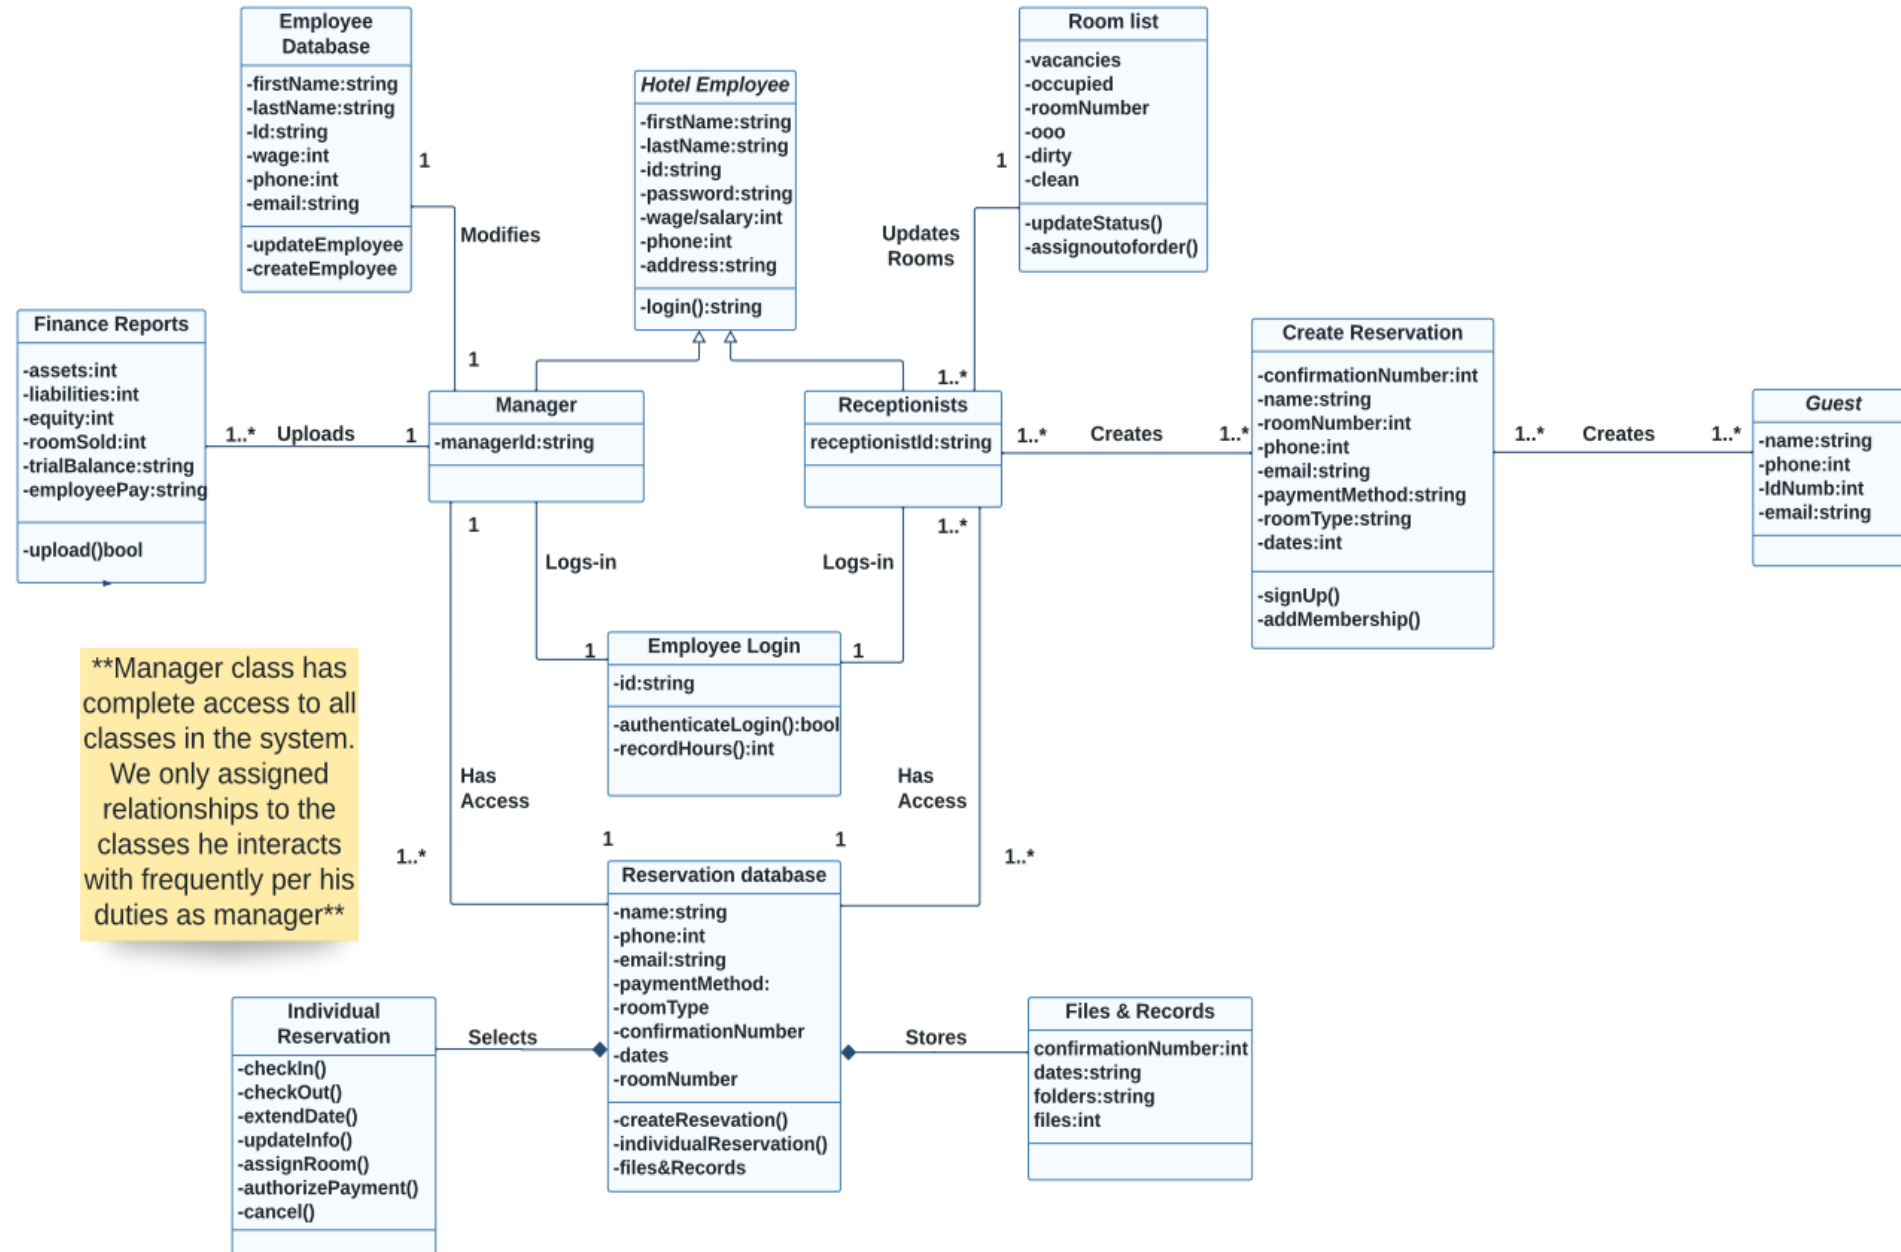 Employee
Database
-firstName:string
-lastName:string
-Id:string
-wage:int
-phone:int
-email:string
-updateEmployee
-createEmployee
1
Modifies
1
Hotel Employee
-firstName:string
-lastName:string
-id:string
-password:string
-wage/salary:int
-phone:int
-address:string
-login():string
Room list
-vacancies
-occupied
-roomNumber
-ooo
-dirty
-clean
-updateStatus()
-assignoutoforder()
1
Updates
Rooms
1..*
Finance Reports
-assets:int
-liabilities:int
-equity:int
-roomSold:int
-trialBalance:string
-employeePay:string
-upload()bool
1..*
Uploads
1
Manager
-managerId:string
Receptionists
receptionistId:string
1..*
Creates
1..*
Create Reservation
-confirmationNumber:int
-name:string
-roomNumber:int
-phone:int
-email:string
-paymentMethod:string
-roomType:string
-dates:int
-signUp()
-addMembership()
1..*
Creates
1..*
Guest
-name:string
-phone:int
-IdNumb:int
-email:string
1
Logs-in
Logs-in
1..*
1
Employee Login
1
-id:string
-authenticateLogin():bool
-recordHours():int
**Manager class has
complete access to all
classes in the system.
We only assigned
relationships to the
classes he interacts
with frequently per his
duties as manager**
Has
Access
Has
Access
1..*
1
1
1..*
Reservation database
-name:string
-phone:int
-email:string
-paymentMethod:
-roomType
-confirmationNumber
-dates
-roomNumber
-createResevation()
-individualReservation()
-files&Records
Individual
Reservation
-checkIn()
-checkOut()
-extendDate()
-updateInfo()
-assignRoom()
-authorizePayment()
-cancel()
Selects
Stores
Files & Records
confirmationNumber:int
dates:string
folders:string
files:int